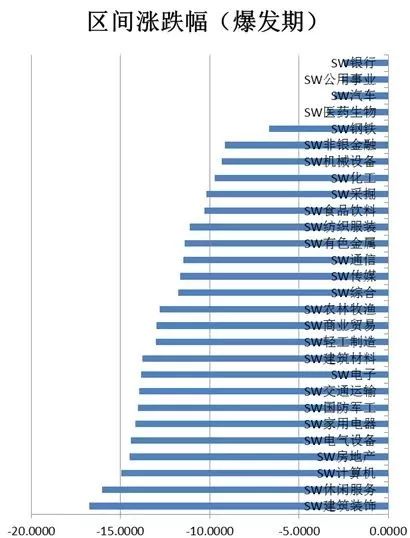 区间涨跌幅（爆发期）
SW银行
SW公用事业
SW汽车
SW医药生物
SW钢铁
SW非银金融
SW机械设备
SW化工
SW采掘
SW食品饮料
SW纺织服装
SW有色金属
SW通信
SW传媒
SW综合
SW农林牧渔
SW商业贸易
SW轻工制造
SW建筑材料
SW电子
SW交通运输
SW国防军工
SW家用电器
SW电气设备
SW房地产
SW计算机
SW休闲服务
SW建筑装饰
-20.0000 -15.0000 -10.0000 -5.0000 0.0000